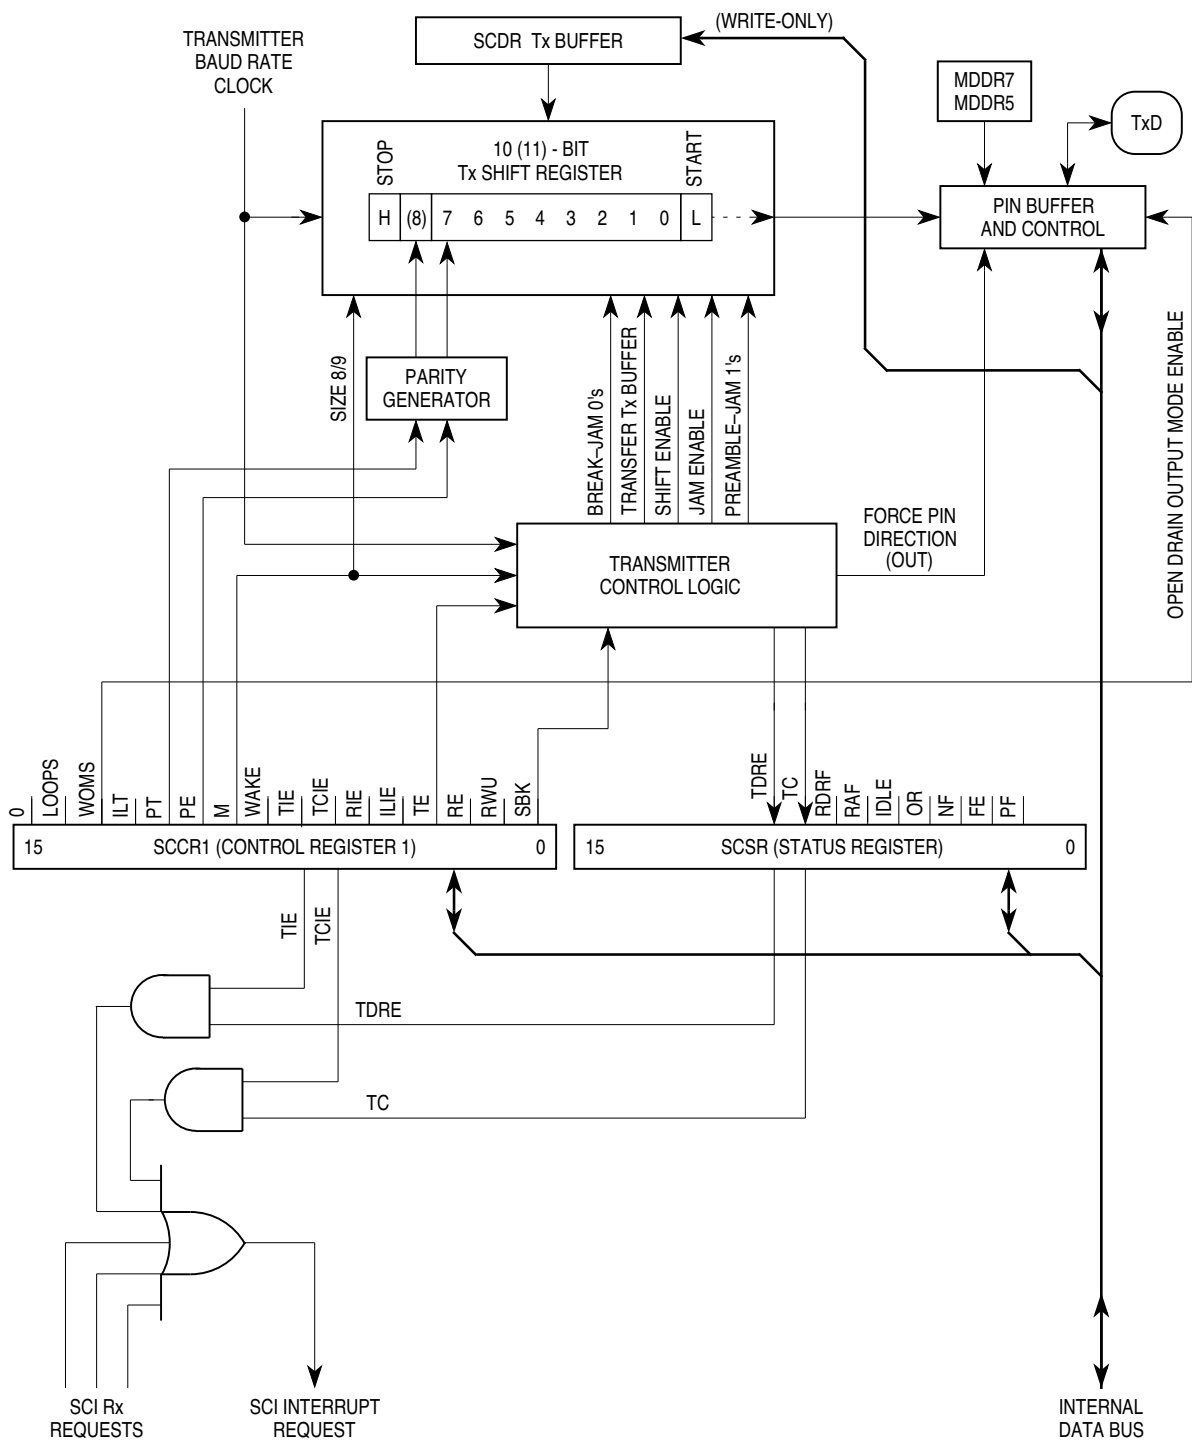 (WRITE-ONLY)
TRANSMITTER
BAUD RATE
CLOCK
SCDR Tx BUFFER
MDDR7
MDDR5
TxD
10 (11) - BIT
Tx SHIFT REGISTER
STOP
START
H (8) 7 6 5 4 3 2 1 0 L
PIN BUFFER
AND CONTROL
OPEN DRAIN OUTPUT MODE ENABLE
SIZE 8/9
PARITY
GENERATOR
BREAK–JAM 0's
TRANSFER Tx BUFFER
SHIFT ENABLE
JAM ENABLE
PREAMBLE–JAM 1's
FORCE PIN
DIRECTION
(OUT)
TRANSMITTER
CONTROL LOGIC
0
LOOPS
WOMS
ILT
PT
PE
M
WAKE
TIE
TCIE
RIE
ILIE
TE
RE
RWU
SBK
TDRE
TC
RDRF
RAF
IDLE
OR
NF
FE
PF
15 SCCR1 (CONTROL REGISTER 1) 0
15 SCSR (STATUS REGISTER) 0
TIE
TCIE
TDRE
TC
SCI Rx
REQUESTS
SCI INTERRUPT
REQUEST
INTERNAL
DATA BUS